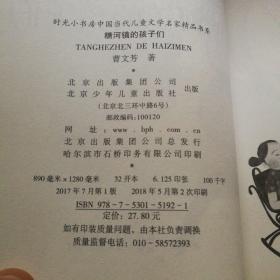 时光小书房中国当代儿童文学名家精品书系
糖河镇的孩子们
TANGHEZHEN DE HAIZIMEN
曹文芳 著
北京出版集团公司
北京少年儿童出版社
出版
(北京北三环中路6号)
邮政编码:100120
网址:www.bph.com.cn
北京出版集团公司总发行
哈尔滨市石桥印务有限公司印刷
890毫米×1280毫米 32开本 6.125印张 100千字
2017年7月第1版 2018年5月第2次印刷
ISBN 978-7-5301-5192-1
定价:27.80元
如有印装质量问题,由本社负责调换
质量监督电话:010-58572393